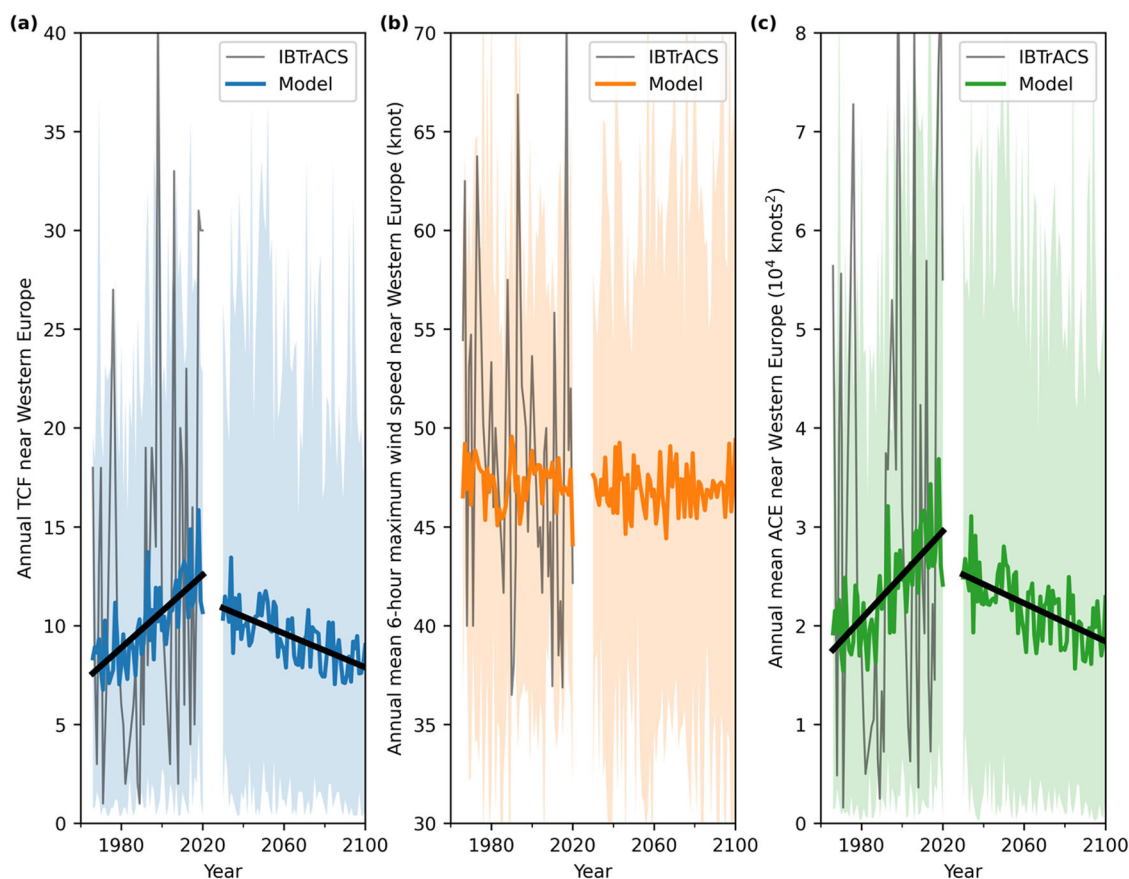 (a)
40
35
30
25
20
15
10
5
0
Annual TCF near Western Europe
IBTrACS
Model
1980
2020
2060
2100
Year
(b)
70
65
60
55
50
45
40
35
30
Annual mean 6-hour maximum wind speed near Western Europe (knot)
IBTrACS
Model
1980
2020
2060
2100
Year
(c)
8
7
6
5
4
3
2
1
0
Annual mean ACE near Western Europe (10⁴ knots²)
IBTrACS
Model
1980
2020
2060
2100
Year